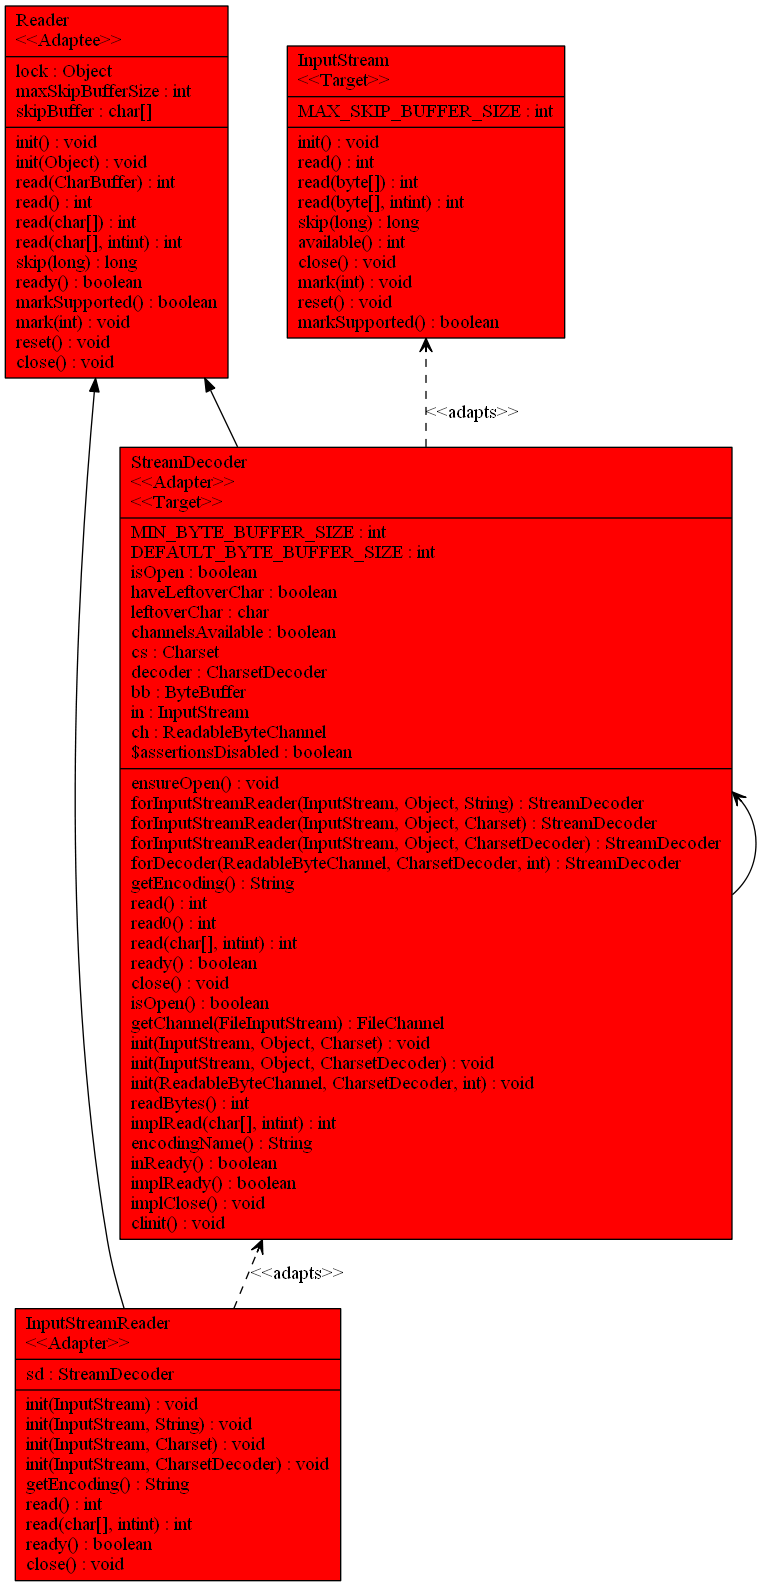 Reader
<<Adaptee>>
lock : Object
maxSkipBufferSize : int
skipBuffer : char[]
init() : void
init(Object) : void
read(CharBuffer) : int
read() : int
read(char[]) : int
read(char[], intint) : int
skip(long) : long
ready() : boolean
markSupported() : boolean
mark(int) : void
reset() : void
close() : void
InputStream
<<Target>>
MAX_SKIP_BUFFER_SIZE : int
init() : void
read() : int
read(byte[]) : int
read(byte[], intint) : int
skip(long) : long
available() : int
close() : void
mark(int) : void
reset() : void
markSupported() : boolean
<<adapts>>
StreamDecoder
<<Adapter>>
<<Target>>
MIN_BYTE_BUFFER_SIZE : int
DEFAULT_BYTE_BUFFER_SIZE : int
isOpen : boolean
haveLeftoverChar : boolean
leftoverChar : char
channelsAvailable : boolean
cs : Charset
decoder : CharsetDecoder
bb : ByteBuffer
in : InputStream
ch : ReadableByteChannel
$assertionsDisabled : boolean
ensureOpen() : void
forInputStreamReader(InputStream, Object, String) : StreamDecoder
forInputStreamReader(InputStream, Object, Charset) : StreamDecoder
forInputStreamReader(InputStream, Object, CharsetDecoder) : StreamDecoder
forDecoder(ReadableByteChannel, CharsetDecoder, int) : StreamDecoder
getEncoding() : String
read() : int
read0() : int
read(char[], intint) : int
ready() : boolean
close() : void
isOpen() : boolean
getChannel(FileInputStream) : FileChannel
init(InputStream, Object, Charset) : void
init(InputStream, Object, CharsetDecoder) : void
init(ReadableByteChannel, CharsetDecoder, int) : void
readBytes() : int
implRead(char[], intint) : int
encodingName() : String
inReady() : boolean
implReady() : boolean
implClose() : void
clinit() : void
<<adapts>>
InputStreamReader
<<Adapter>>
sd : StreamDecoder
init(InputStream) : void
init(InputStream, String) : void
init(InputStream, Charset) : void
init(InputStream, CharsetDecoder) : void
getEncoding() : String
read() : int
read(char[], intint) : int
ready() : boolean
close() : void